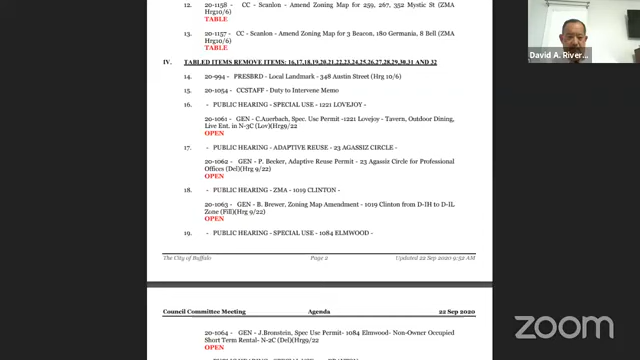 12. 20-1158 - CC - Scanlon - Amend Zoning Map for 259, 267, 352 Mystic St (ZMA
Hrg10/6)
TABLE
13. 20-1157 - CC - Scanlon - Amend Zoning Map for 3 Beacon, 180 Germania, 8 Bell (ZMA
Hrg10/6)
TABLE
IV. TABLED ITEMS REMOVE ITEMS: 16,17,18,19,20,21,22,23,24,25,26,27,28,29,30,31 AND 32
14. 20-994 - PRESBRD - Local Landmark - 348 Austin Street (Hrg 10/6)
15. 20-1054 - CCSTAFF - Duty to Intervene Memo
16. - PUBLIC HEARING - SPECIAL USE - 1221 LOVEJOY-
20-1061 - GEN - C.Auerbach, Spec. Use Permit -1221 Lovejoy - Tavern, Outdoor Dining,
Live Ent. in N-3C (Lov)(Hrg9/22
OPEN
17. - PUBLIC HEARING - ADAPTIVE REUSE - 23 AGASSIZ CIRCLE-
20-1062 - GEN - P. Becker, Adaptive Reuse Permit - 23 Agassiz Circle for Professional
Offices (Del)(Hrg 9/22)
OPEN
18. - PUBLIC HEARING - ZMA - 1019 CLINTON -
20-1063 - GEN - B. Brewer, Zoning Map Amendment - 1019 Clinton from D-IH to D-IL
Zone (Fill)(Hrg 9/22)
OPEN
19. - PUBLIC HEARING - SPECIAL USE - 1084 ELMWOOD -
The City of Buffalo Page 2 Updated 22 Sep 2020 9:52 AM
Council Committee Meeting Agenda 22 Sep 2020
20-1064 - GEN - J.Bronstein, Spec Use Permit- 1084 Elmwood- Non-Owner Occupied
Short Term Rental- N-2C (Del)(Hrg9/22
OPEN
David A. River...
zoom